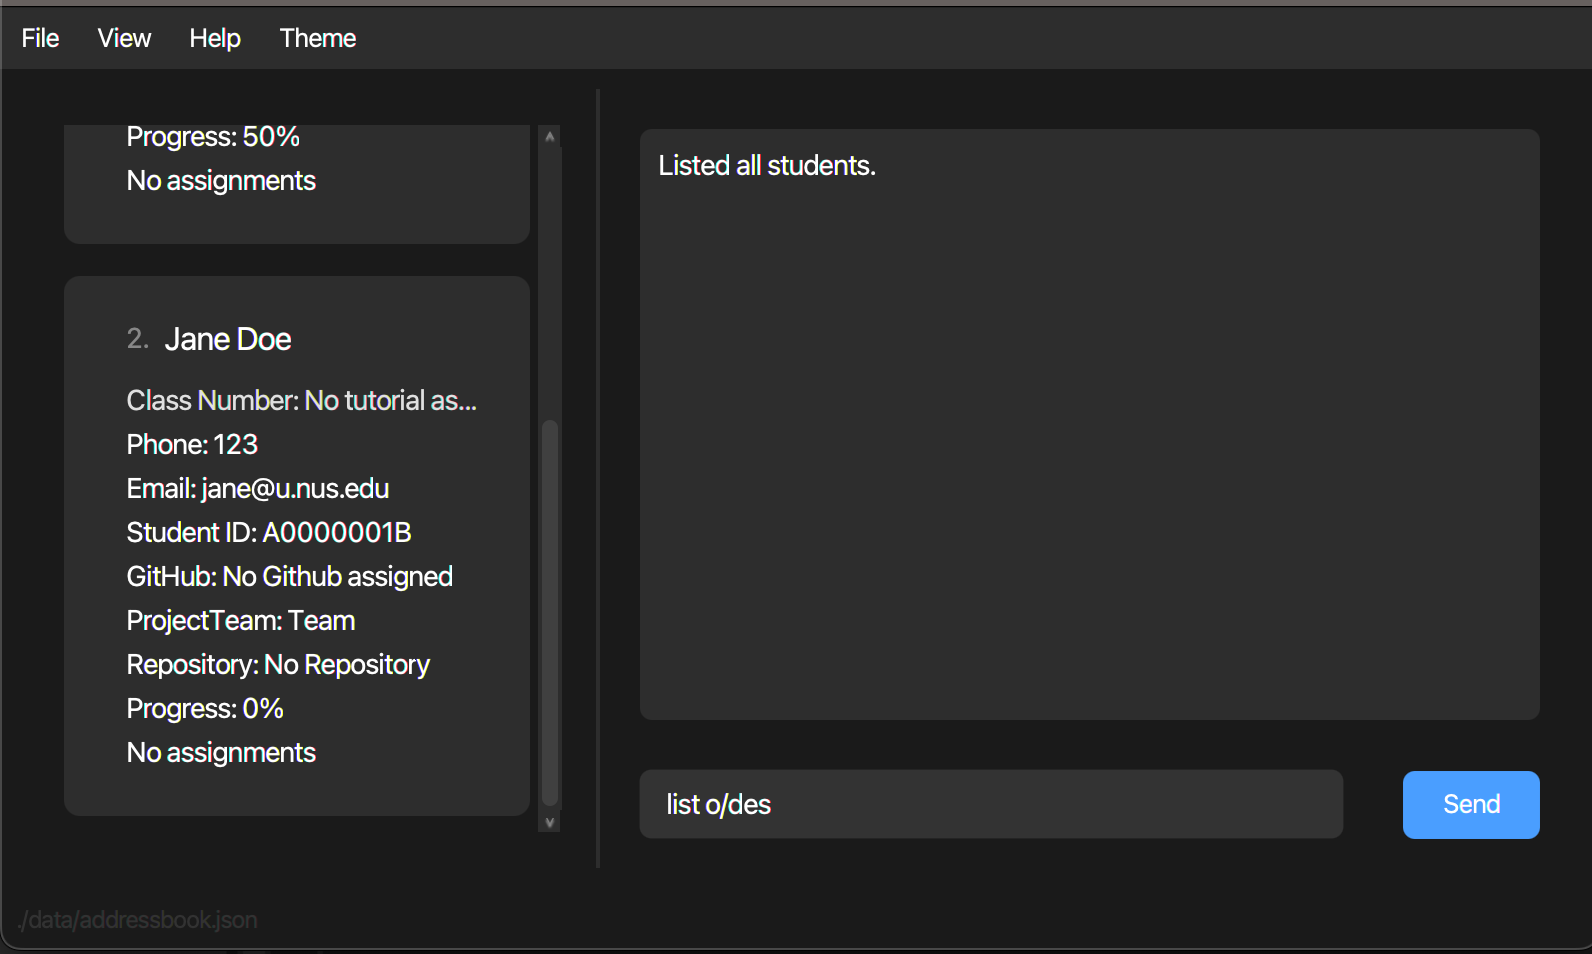 File View Help Theme
Progress: 50%
No assignments
2. Jane Doe
Class Number: No tutorial as...
Phone: 123
Email: jane@u.nus.edu
Student ID: A0000001B
GitHub: No Github assigned
ProjectTeam: Team
Repository: No Repository
Progress: 0%
No assignments
Listed all students.
list o/des
Send
./data/addressbook.json